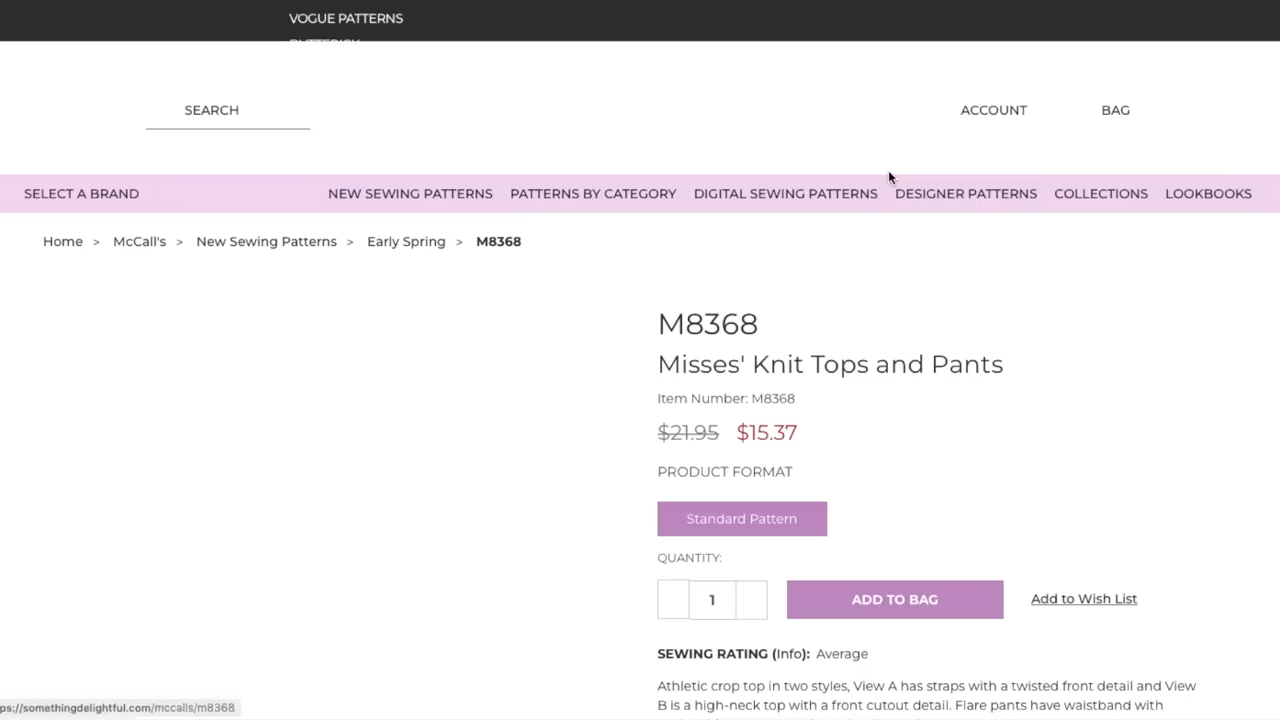 VOGUE PATTERNS
SEARCH
ACCOUNT
BAG
SELECT A BRAND
NEW SEWING PATTERNS
PATTERNS BY CATEGORY
DIGITAL SEWING PATTERNS
DESIGNER PATTERNS
COLLECTIONS
LOOKBOOKS
Home > McCall's > New Sewing Patterns > Early Spring > M8368
M8368
Misses' Knit Tops and Pants
Item Number: M8368
$21.95 $15.37
PRODUCT FORMAT
Standard Pattern
QUANTITY:
1
ADD TO BAG
Add to Wish List
SEWING RATING (Info): Average
Athletic crop top in two styles, View A has straps with a twisted front detail and View
B is a high-neck top with a front cutout detail. Flare pants have waistband with
ps://somethingdelightful.com/mccalls/m8368